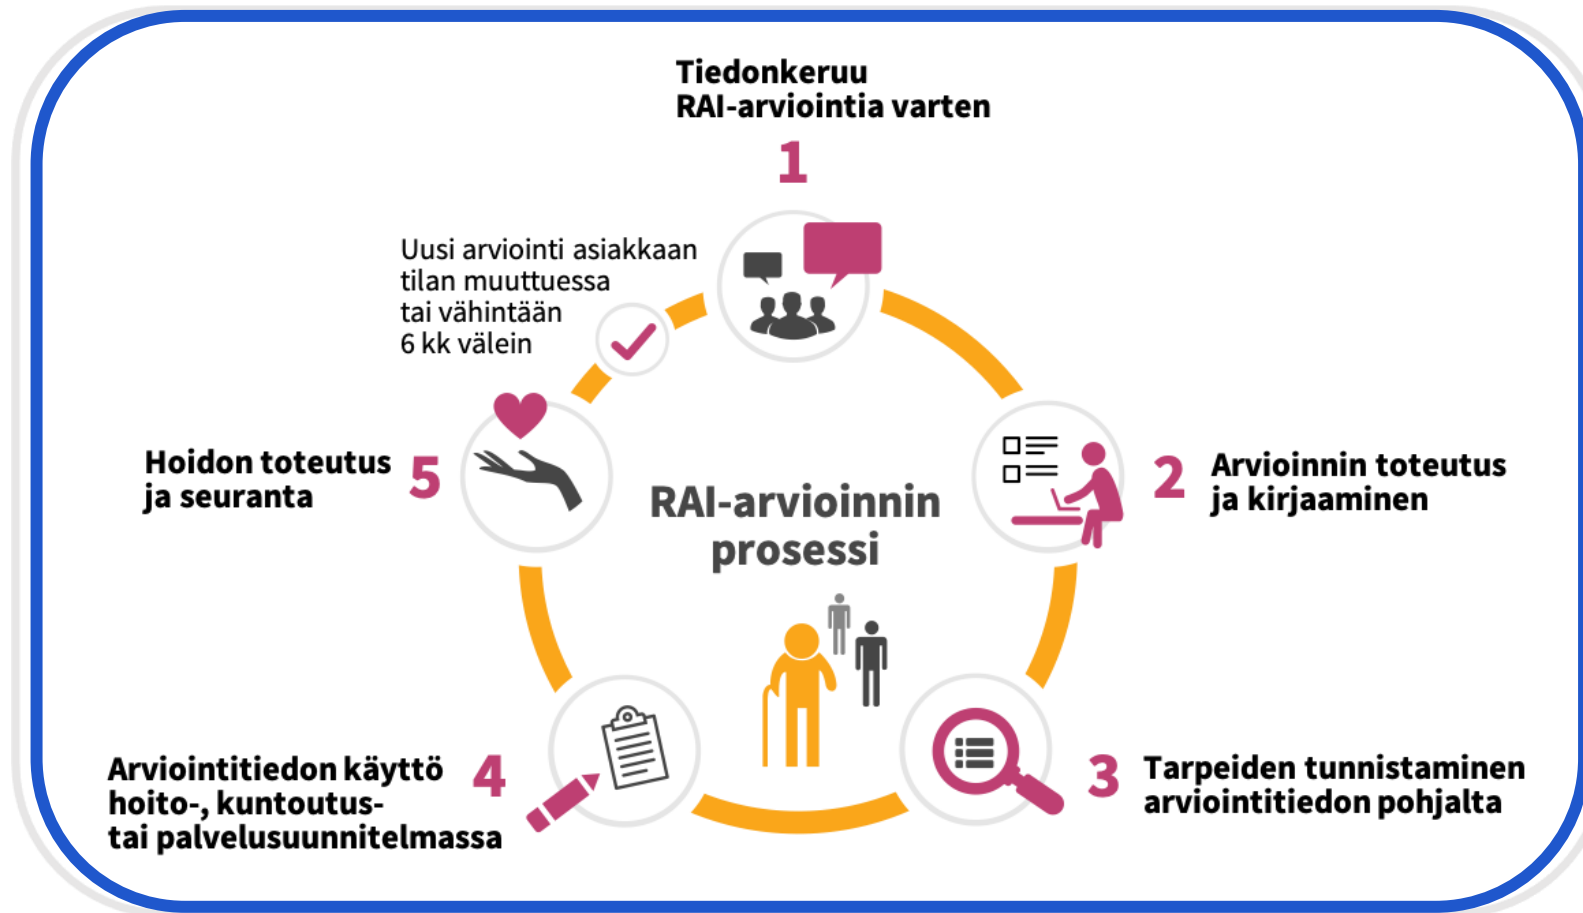 Tiedonkeruu
RAI-arviointia varten
1
Uusi arviointi asiakkaan
tilan muuttuessa
tai vähintään
6 kk välein
Hoidon toteutus
ja seuranta
5
RAI-arvioinnin
prosessi
2
Arvioinnin toteutus
ja kirjaaminen
Arviointitiedon käyttö
hoito-, kuntoutus-
tai palvelusuunnitelmassa
4
3
Tarpeiden tunnistaminen
arviointitiedon pohjalta